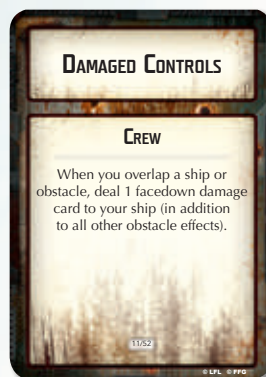 Damaged Controls
Crew
When you overlap a ship or
obstacle, deal 1 facedown damage
card to your ship (in addition
to all other obstacle effects).
11/52
© LFL © FFG